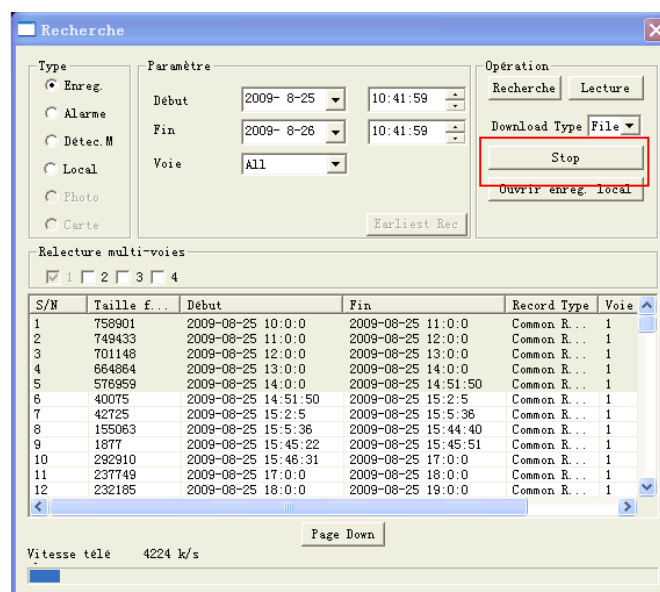 Recherche
Type
Enreg.
Alarme
Détec.M
Local
Photo
Carte
Paramètre
Début 2009- 8-25 10:41:59
Fin 2009- 8-26 10:41:59
Voie All
Earliest Rec
Opération
Recherche Lecture
Download Type File
Stop
Ouvrir enreg. local
Relecture multi-voies
1 2 3 4
S/N Taille f... Début Fin Record Type Voie
1 758901 2009-08-25 10:0:0 2009-08-25 11:0:0 Common R... 1
2 749433 2009-08-25 11:0:0 2009-08-25 12:0:0 Common R... 1
3 701148 2009-08-25 12:0:0 2009-08-25 13:0:0 Common R... 1
4 664864 2009-08-25 13:0:0 2009-08-25 14:0:0 Common R... 1
5 576959 2009-08-25 14:0:0 2009-08-25 14:51:50 Common R... 1
6 40075 2009-08-25 14:51:50 2009-08-25 15:2:5 Common R... 1
7 42725 2009-08-25 15:2:5 2009-08-25 15:5:36 Common R... 1
8 155063 2009-08-25 15:5:36 2009-08-25 15:44:40 Common R... 1
9 1877 2009-08-25 15:45:22 2009-08-25 15:45:51 Common R... 1
10 292910 2009-08-25 15:46:31 2009-08-25 17:0:0 Common R... 1
11 237749 2009-08-25 17:0:0 2009-08-25 18:0:0 Common R... 1
12 232185 2009-08-25 18:0:0 2009-08-25 19:0:0 Common R... 1
Page Down
Vitesse télé 4224 k/s